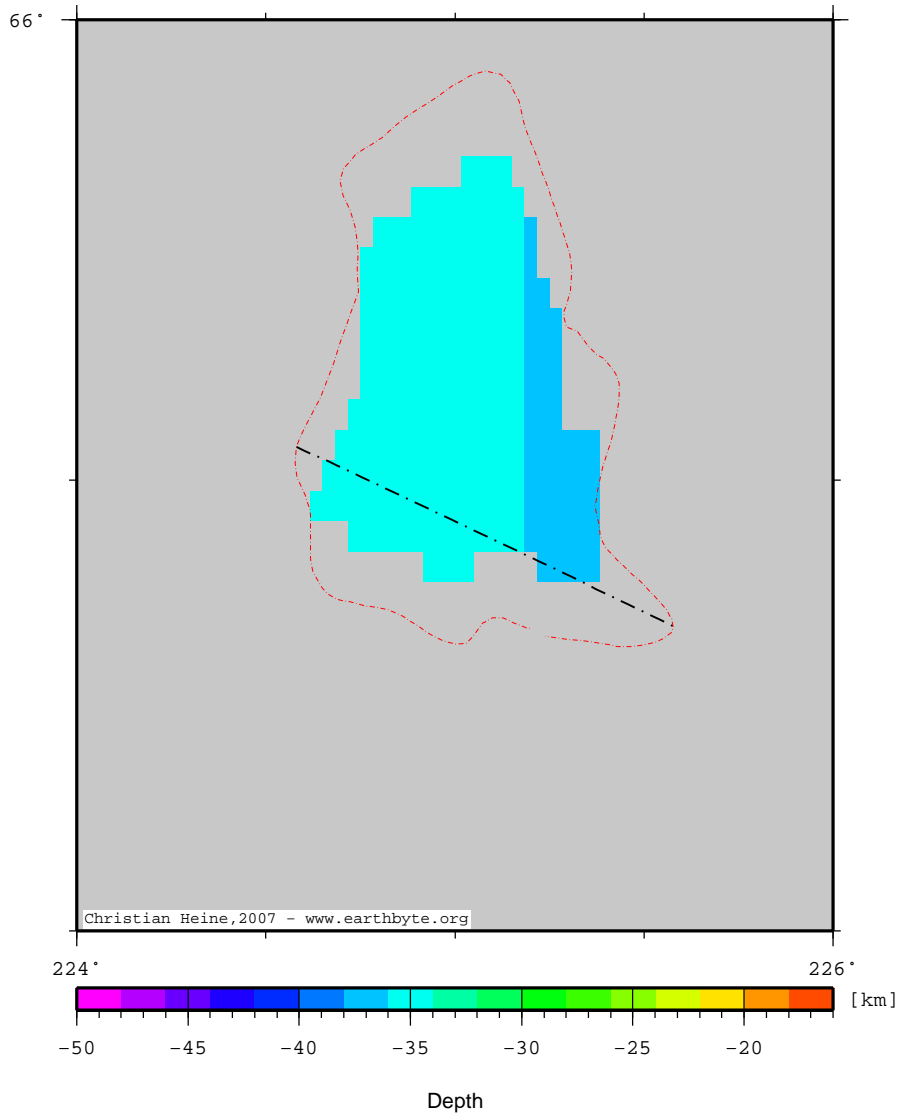 66°
Christian Heine,2007 - www.earthbyte.org
224° 226°
[km]
-50 -45 -40 -35 -30 -25 -20
Depth